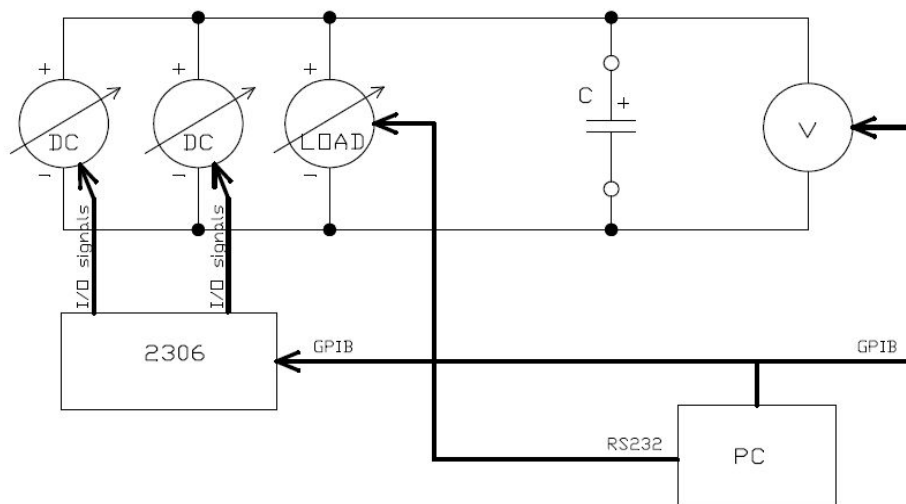 +
+
+
DC
DC
LOAD
C
+
V
-
-
-
I/O signals
I/O signals
2306
GPIB
GPIB
RS232
PC